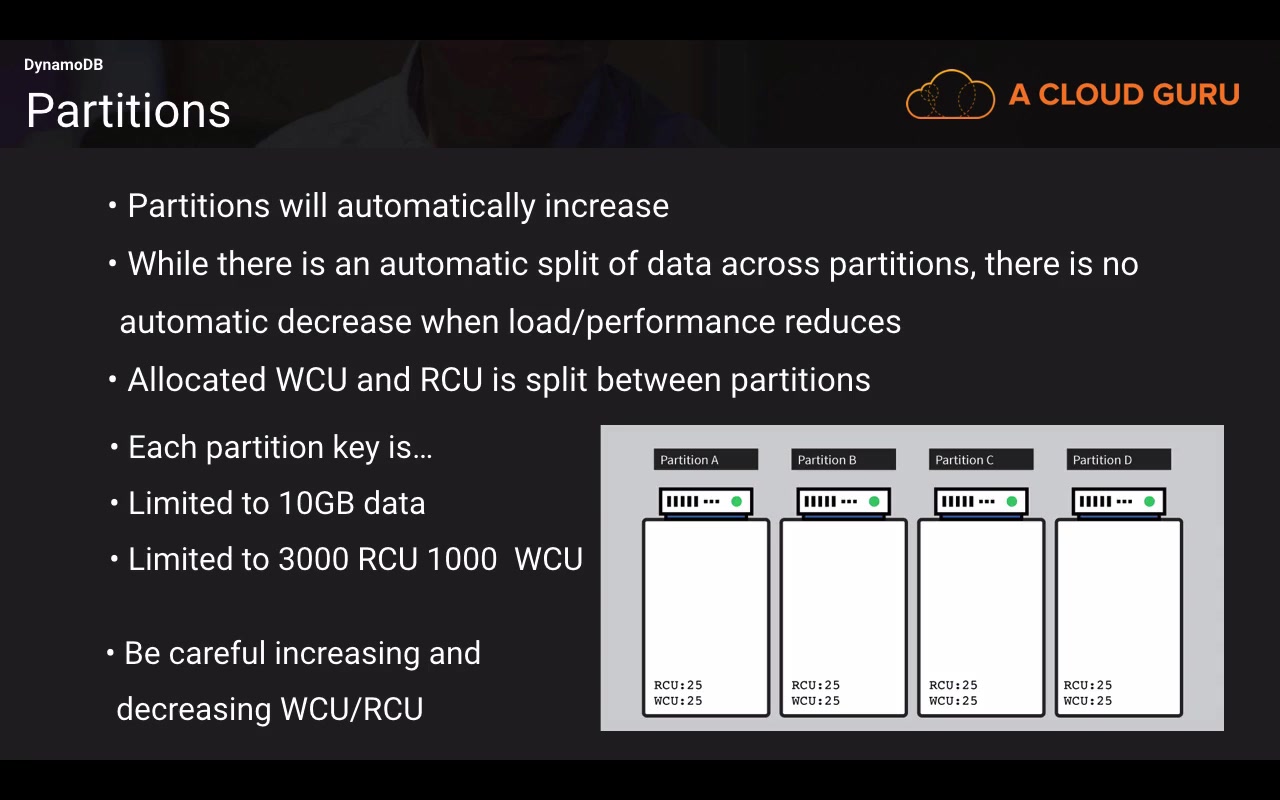 DynamoDB
Partitions
A CLOUD GURU
• Partitions will automatically increase
• While there is an automatic split of data across partitions, there is no
automatic decrease when load/performance reduces
• Allocated WCU and RCU is split between partitions
• Each partition key is…
• Limited to 10GB data
• Limited to 3000 RCU 1000  WCU
• Be careful increasing and
decreasing WCU/RCU
Partition A
Partition B
Partition C
Partition D
RCU:25
WCU:25
RCU:25
WCU:25
RCU:25
WCU:25
RCU:25
WCU:25